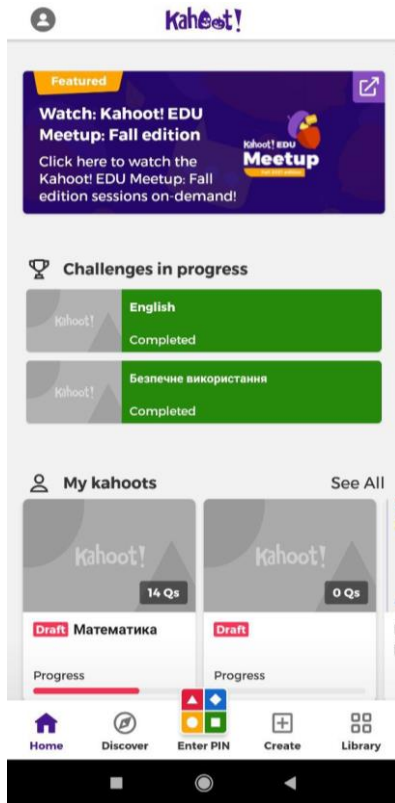 Kahoot!
Featured
Watch: Kahoot! EDU
Meetup: Fall edition
Click here to watch the
Kahoot! EDU Meetup: Fall
edition sessions on-demand!
Kahoot! EDU
Meetup
Challenges in progress
Kahoot!
English
Completed
Kahoot!
Безпечне використання
Completed
My kahoots
See All
Kahoot!
14 Qs
Kahoot!
0 Qs
Draft Математика
Draft
Progress
Progress
Home
Discover
Enter PIN
Create
Library